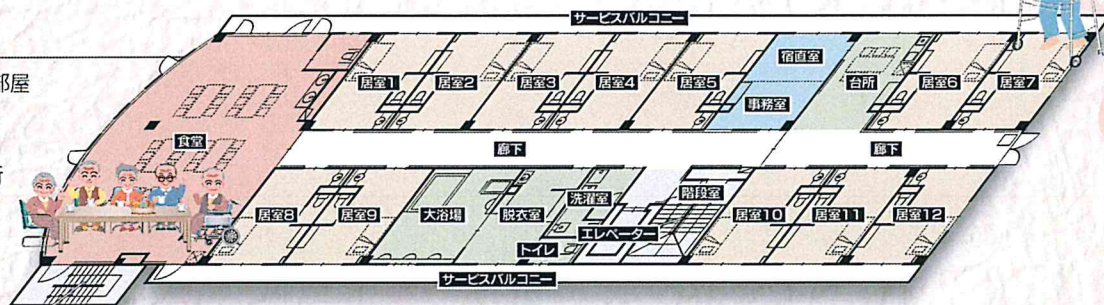 サービスバルコニー
部屋
居室1
居室2
居室3
居室4
居室5
宿直室
事務室
台所
居室6
居室7
食堂
廊下
廊下
居室8
居室9
大浴場
脱衣室
洗濯室
トイレ
エレベーター
階段室
居室10
居室11
居室12
サービスバルコニー